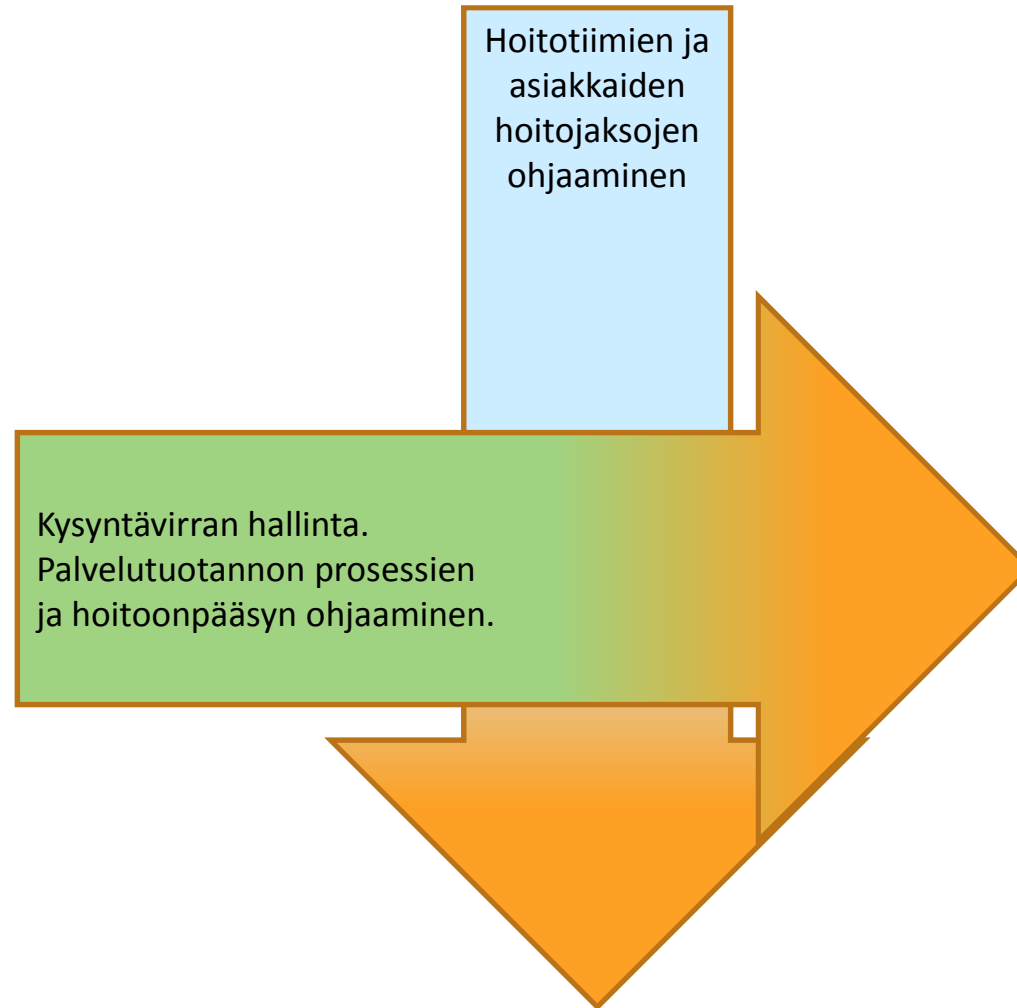 Hoitotiimien ja
asiakkaiden
hoitojaksojen
ohjaaminen
Kysyntävirran hallinta.
Palvelutuotannon prosessien
ja hoitoonpääsyn ohjaaminen.